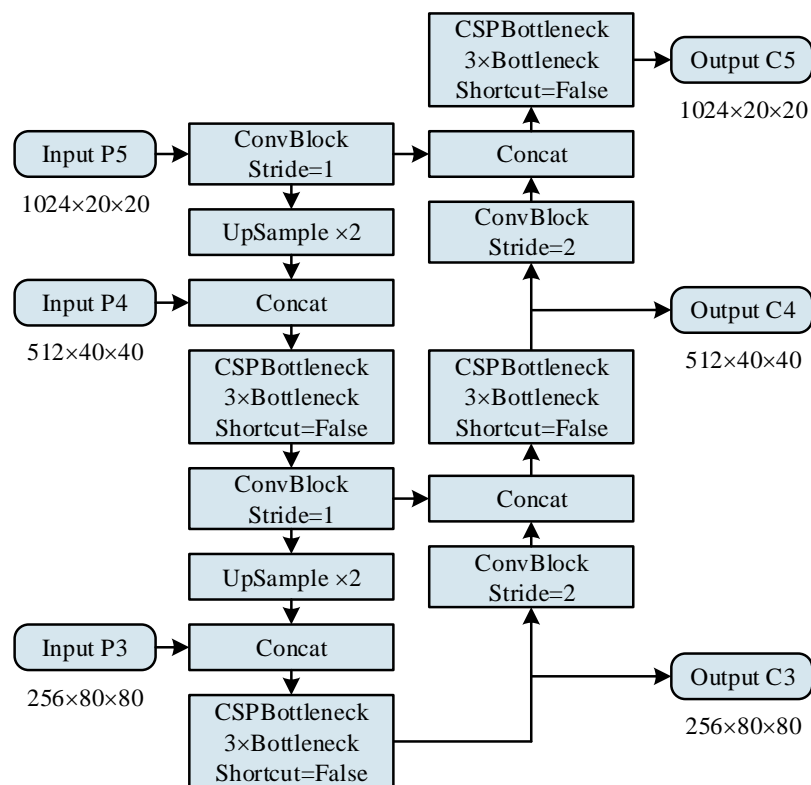 CSPBottleneck
3×Bottleneck
Shortcut=False
Output C5
1024×20×20
Input P5
1024×20×20
ConvBlock
Stride=1
Concat
UpSample ×2
ConvBlock
Stride=2
Input P4
512×40×40
Concat
Output C4
512×40×40
CSPBottleneck
3×Bottleneck
Shortcut=False
CSPBottleneck
3×Bottleneck
Shortcut=False
ConvBlock
Stride=1
Concat
UpSample ×2
ConvBlock
Stride=2
Input P3
256×80×80
Concat
Output C3
256×80×80
CSPBottleneck
3×Bottleneck
Shortcut=False